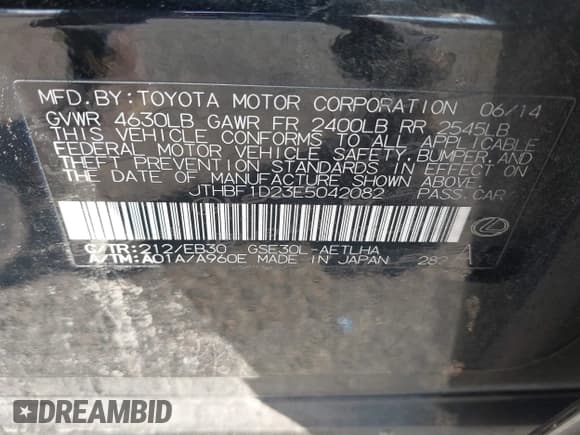 MFD.BY:TOYOTA MOTOR CORPORATION 06/14
GVWR 4630LB GAWR FR 2400LB RR 2545LB
THIS VEHICLE CONFORMS TO ALL APPLICABLE
FEDERAL MOTOR VEHICLE SAFETY,BUMPER,AND
THEFT PREVENTION STANDARDS IN EFFECT ON
THE DATE OF MANUFACTURE SHOWN ABOVE.
JTHBF1D23E5042082 PASS.CAR
C/TR:212/EB30 GSE30L-AETLHA
A/TM:A01A/A960E MADE IN JAPAN 282 A
DREAMBID